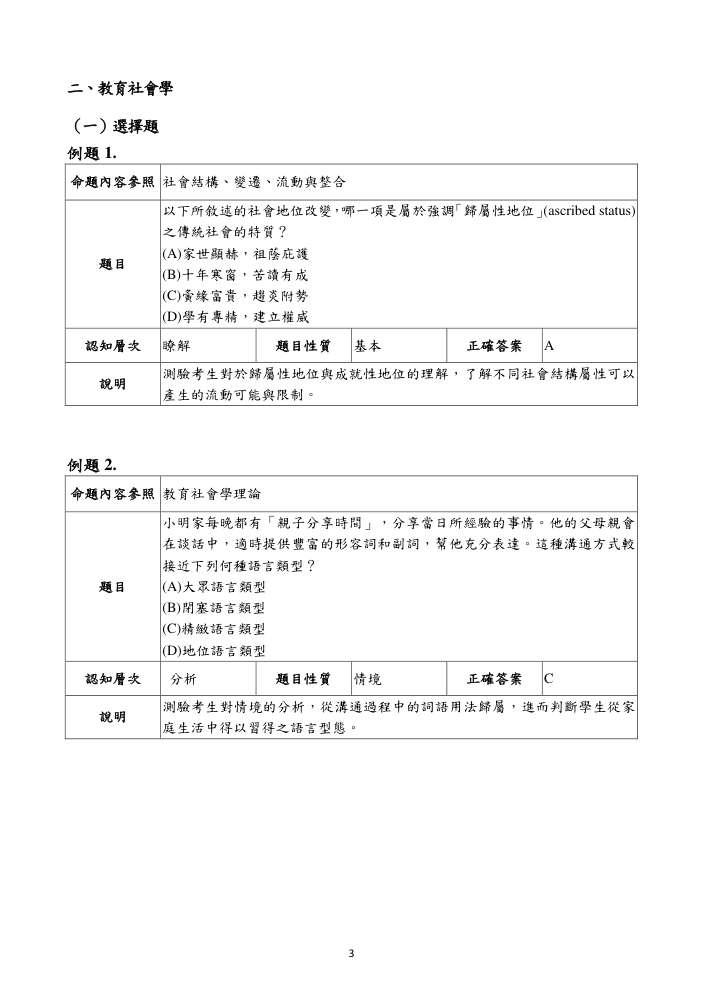 二、教育社會學
（一）選擇題
例題 1.
命題內容參照 社會結構、變遷、流動與整合
以下所敘述的社會地位改變，哪一項是屬於強調「歸屬性地位」(ascribed status)
之傳統社會的特質？
題目
(A)家世顯赫，祖蔭庇護
(B)十年寒窗，苦讀有成
(C)夤緣富貴，趨炎附勢
(D)學有專精，建立權威
認知層次 瞭解 題目性質 基本 正確答案 A
說明
測驗考生對於歸屬性地位與成就性地位的理解，了解不同社會結構屬性可以
產生的流動可能與限制。
例題 2.
命題內容參照 教育社會學理論
小明家每晚都有「親子分享時間」，分享當日所經驗的事情。他的父母親會
在談話中，適時提供豐富的形容詞和副詞，幫他充分表達。這種溝通方式較
接近下列何種語言類型？
題目
(A)大眾語言類型
(B)閉塞語言類型
(C)精緻語言類型
(D)地位語言類型
認知層次 分析 題目性質 情境 正確答案 C
說明
測驗考生對情境的分析，從溝通過程中的詞語用法歸屬，進而判斷學生從家
庭生活中得以習得之語言型態。
3